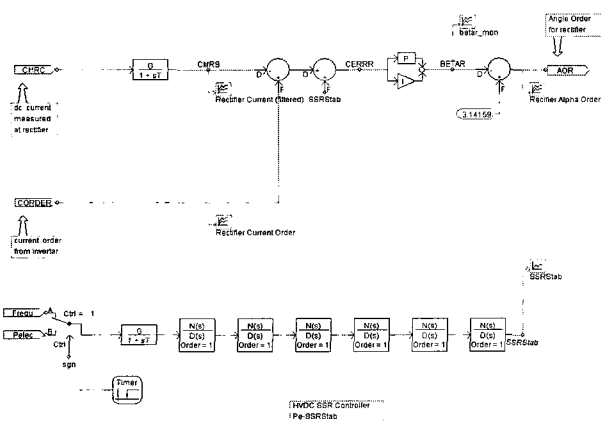 betar_mon
Angle Order
for rectifier
CMRC
G
1 + sT
CMRS
D
F
D
F
CERRR
P
I
BETAR
D
F
AOR
dc current
measured
at rectifier
Rectifier Current (filtered)
SSRStab
3.14159
Rectifier Alpha Order
CORDER
current order
from inverter
Rectifier Current Order
SSRStab
Frequ
A
Ctrl = 1
Pelec
B
Ctrl
sgn
G
1 + sT
N(s)
D(s)
Order = 1
N(s)
D(s)
Order = 1
N(s)
D(s)
Order = 1
N(s)
D(s)
Order = 1
N(s)
D(s)
Order = 1
N(s)
D(s)
Order = 1
SSRStab
Timer
HVDC SSR Controller
Pe-SSRStab